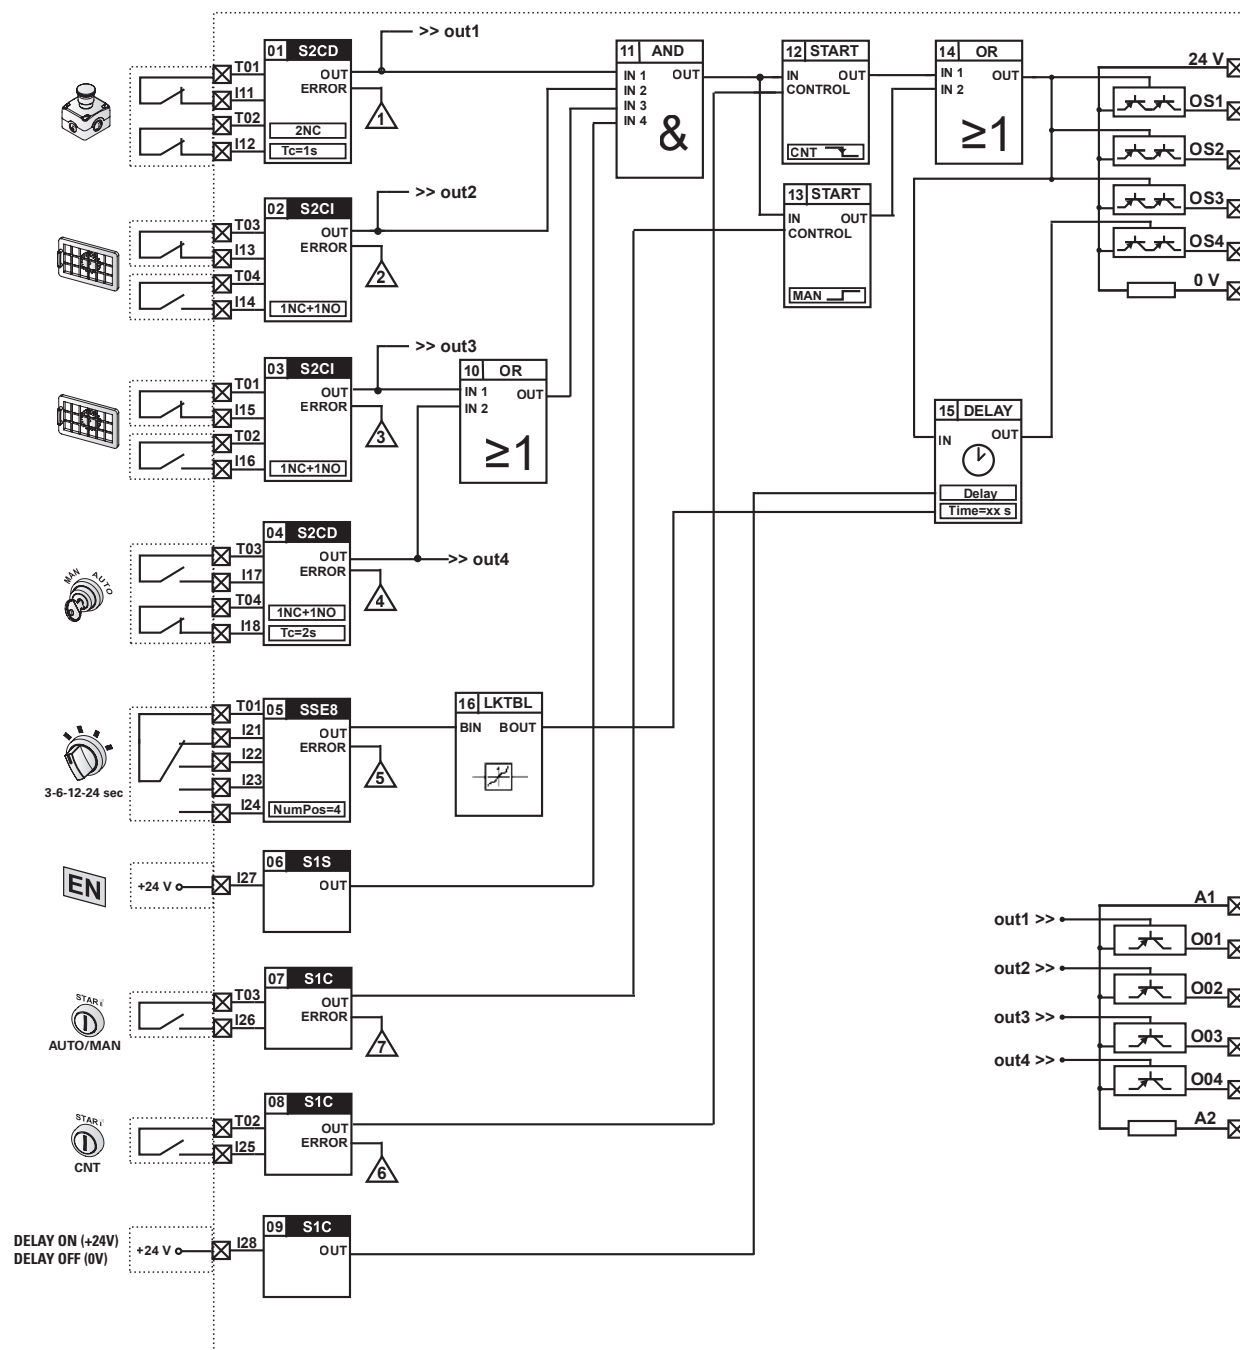 >> out1
01 S2CD
T01
I11
T02
I12
OUT
ERROR
2NC
Tc=1s
1
>> out2
02 S2CI
T03
I13
T04
I14
OUT
ERROR
1NC+1NO
2
>> out3
03 S2CI
T01
I15
T02
I16
OUT
ERROR
1NC+1NO
3
10 OR
IN 1
IN 2
OUT
≥1
MAN AUTO
04 S2CD
T03
I17
T04
I18
OUT
ERROR
1NC+1NO
Tc=2s
4
>> out4
3-6-12-24 sec
05 SSE8
T01
I21
I22
I23
I24
OUT
ERROR
NumPos=4
5
16 LKTBL
BIN BOUT
EN
+24 V
I27
06 S1S
OUT
START
AUTO/MAN
T03
I26
07 S1C
OUT
ERROR
7
START
CNT
T02
I25
08 S1C
OUT
ERROR
6
DELAY ON (+24V)
DELAY OFF (0V)
+24 V
I28
09 S1C
OUT
11 AND
IN 1
IN 2
IN 3
IN 4
OUT
&
12 START
IN OUT
CONTROL
CNT
13 START
IN OUT
CONTROL
MAN
14 OR
IN 1
IN 2
OUT
≥1
15 DELAY
IN
OUT
Delay
Time=xx s
24 V
OS1
OS2
OS3
OS4
0 V
A1
out1 >>
O01
out2 >>
O02
out3 >>
O03
out4 >>
O04
A2